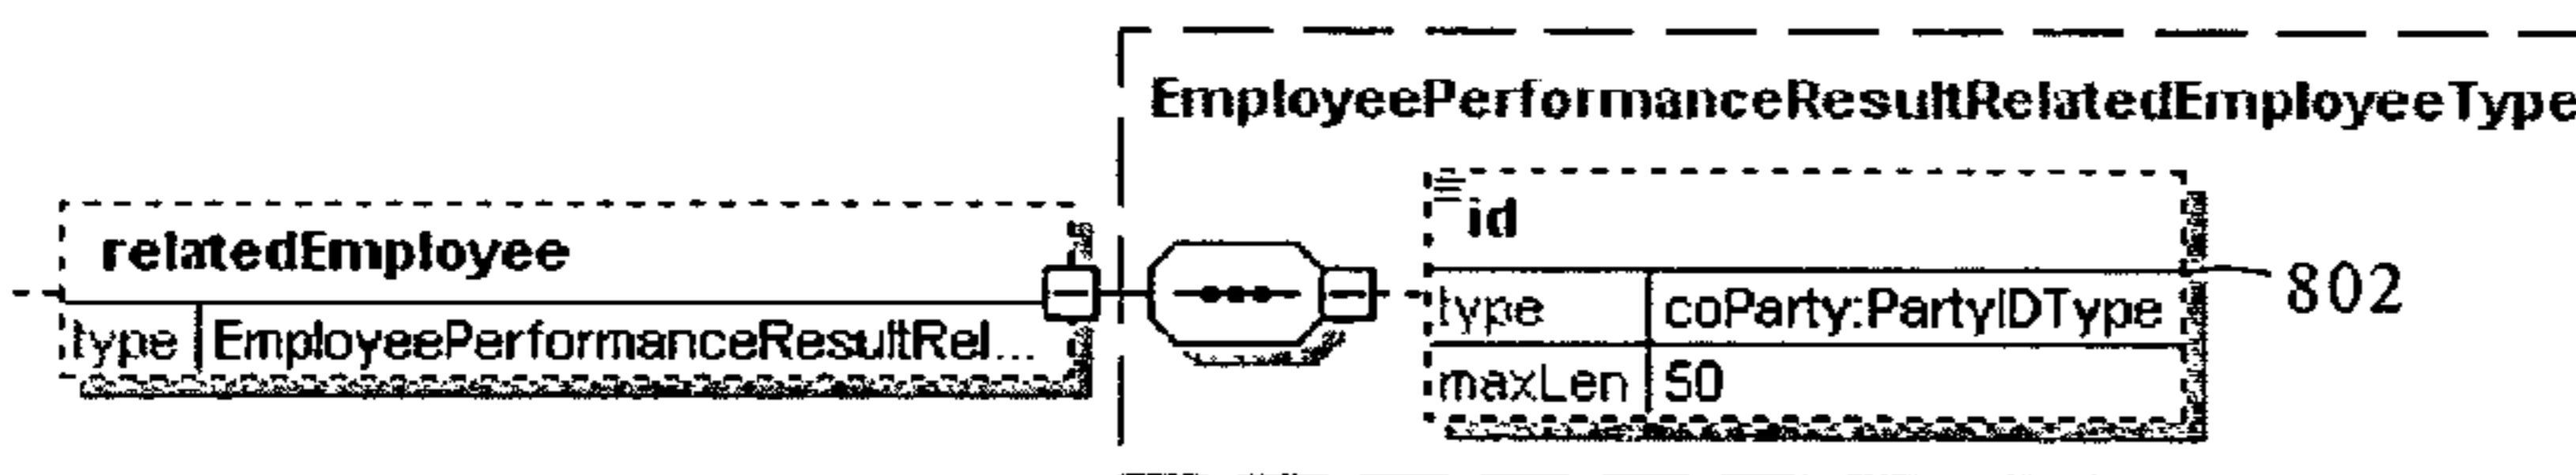 EmployeePerformanceResultRelatedEmployeeType
relatedEmployee
type EmployeePerformanceResultRel...
id
type coParty:PartyIDType
maxLen 50
802